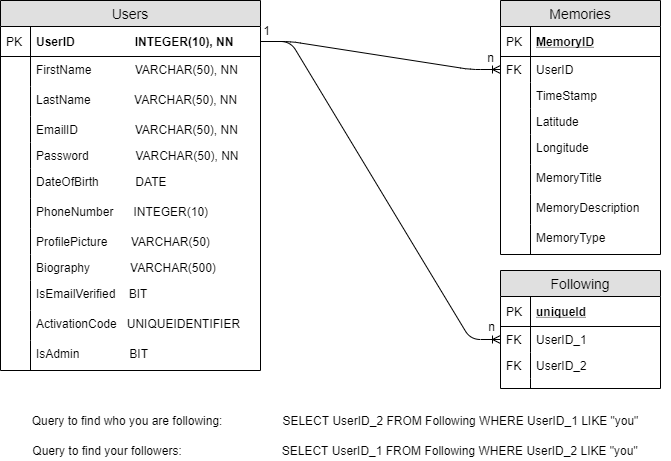 Users
PK UserID INTEGER(10), NN
FirstName VARCHAR(50), NN
LastName VARCHAR(50), NN
EmailID VARCHAR(50), NN
Password VARCHAR(50), NN
DateOfBirth DATE
PhoneNumber INTEGER(10)
ProfilePicture VARCHAR(50)
Biography VARCHAR(500)
IsEmailVerified BIT
ActivationCode UNIQUEIDENTIFIER
IsAdmin BIT
1
n
n
Memories
PK MemoryID
FK UserID
TimeStamp
Latitude
Longitude
MemoryTitle
MemoryDescription
MemoryType
Following
PK uniqueId
FK UserID_1
FK UserID_2
Query to find who you are following: SELECT UserID_2 FROM Following WHERE UserID_1 LIKE "you"
Query to find your followers: SELECT UserID_1 FROM Following WHERE UserID_2 LIKE "you"